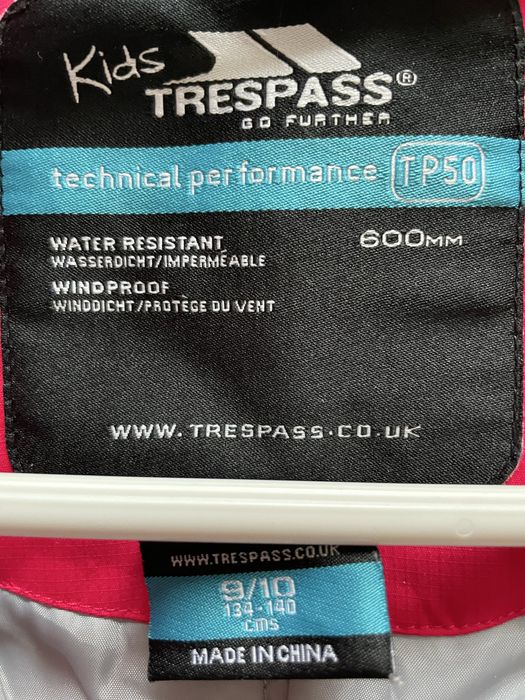 Kids
TRESPASS®
GO FURTHER
technical performance TP50
WATER RESISTANT 600MM
WASSERDICHT/IMPERMÉABLE
WINDPROOF
WINDDICHT/PROTEGE DU VENT
WWW.TRESPASS.CO.UK
WWW.TRESPASS.CO.UK
9/10
134-140
cms
MADE IN CHINA